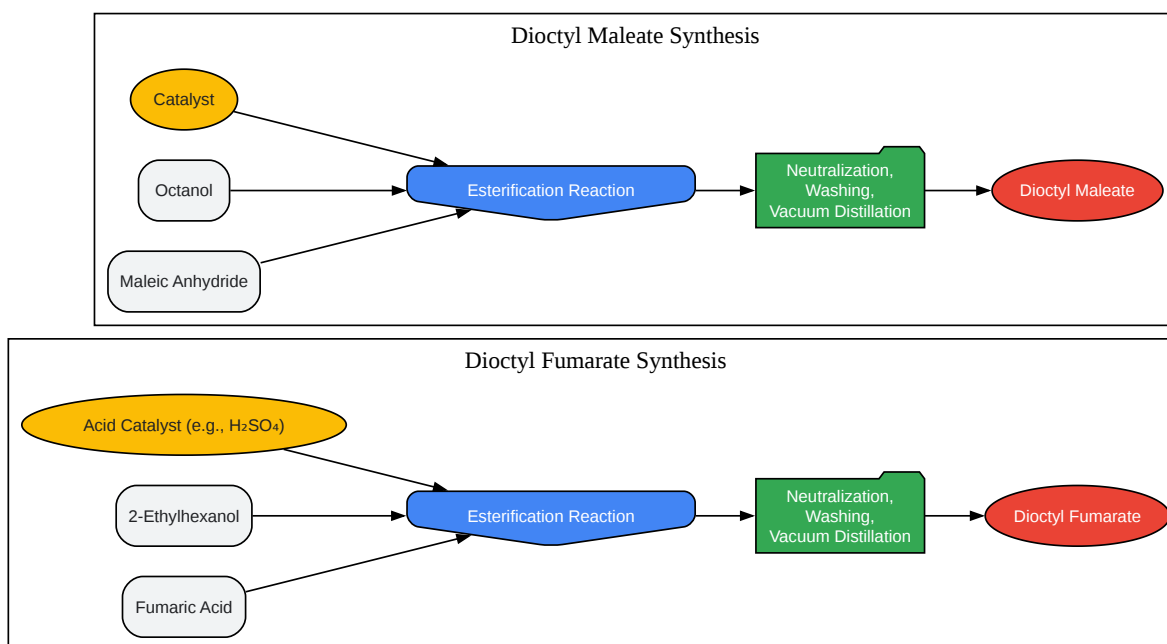 Dioctyl Maleate Synthesis
Catalyst
Octanol
Maleic Anhydride
Esterification Reaction
Neutralization,
Washing,
Vacuum Distillation
Dioctyl Maleate
Dioctyl Fumarate Synthesis
Acid Catalyst (e.g., H₂SO₄)
2-Ethylhexanol
Fumaric Acid
Esterification Reaction
Neutralization,
Washing,
Vacuum Distillation
Dioctyl Fumarate